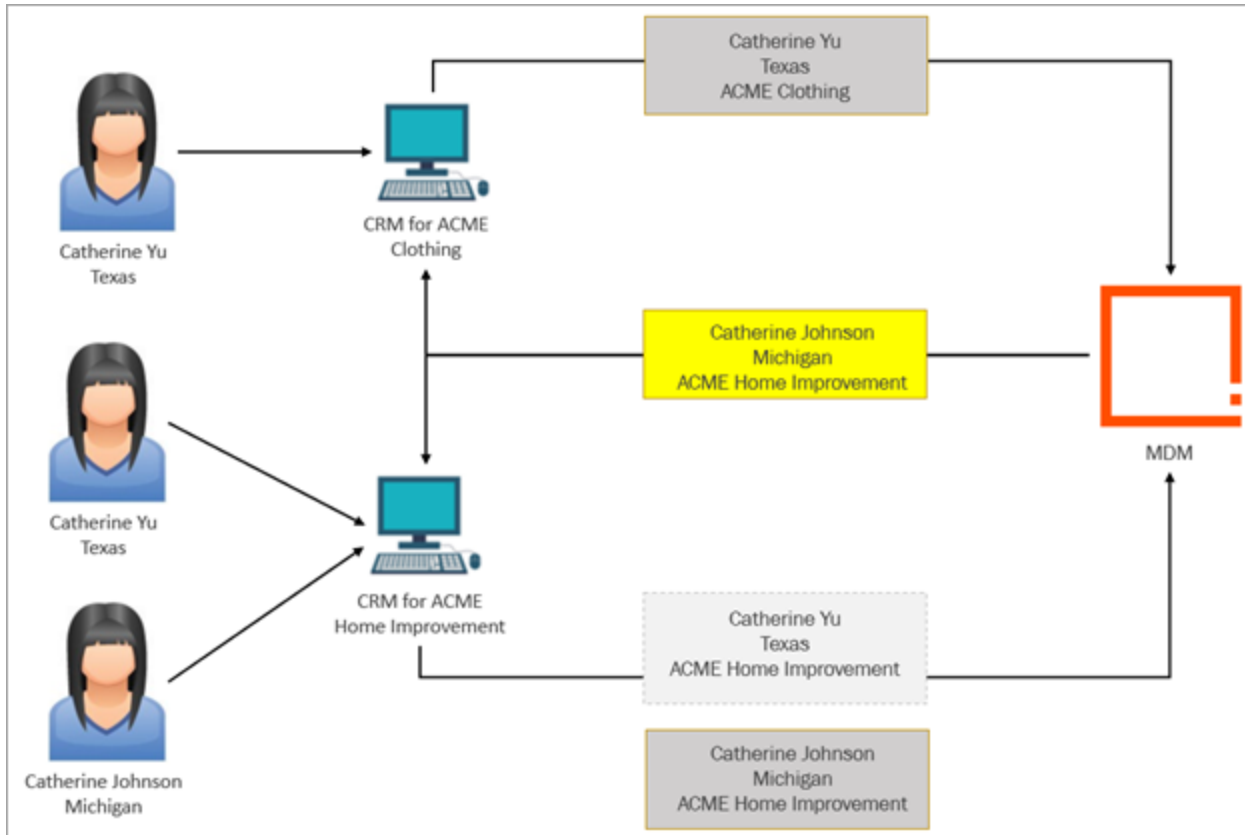 Catherine Yu
Texas
ACME Clothing
CRM for ACME
Clothing
Catherine Yu
Texas
Catherine Johnson
Michigan
ACME Home Improvement
MDM
Catherine Yu
Texas
CRM for ACME
Home Improvement
Catherine Yu
Texas
ACME Home Improvement
Catherine Johnson
Michigan
Catherine Johnson
Michigan
ACME Home Improvement